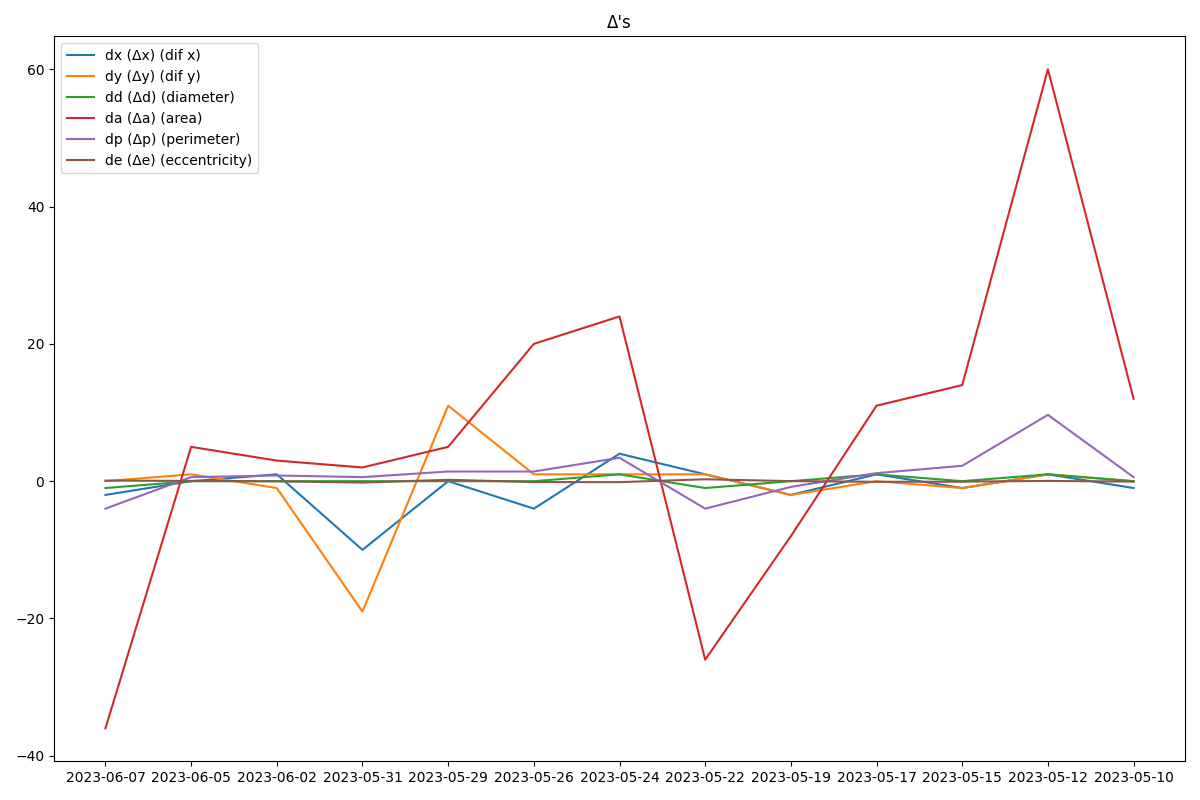 Δ's
dx (Δx) (dif x)
dy (Δy) (dif y)
dd (Δd) (diameter)
da (Δa) (area)
dp (Δp) (perimeter)
de (Δe) (eccentricity)
60
40
20
0
−20
−40
2023-06-07 2023-06-05 2023-06-02 2023-05-31 2023-05-29 2023-05-26 2023-05-24 2023-05-22 2023-05-19 2023-05-17 2023-05-15 2023-05-12 2023-05-10